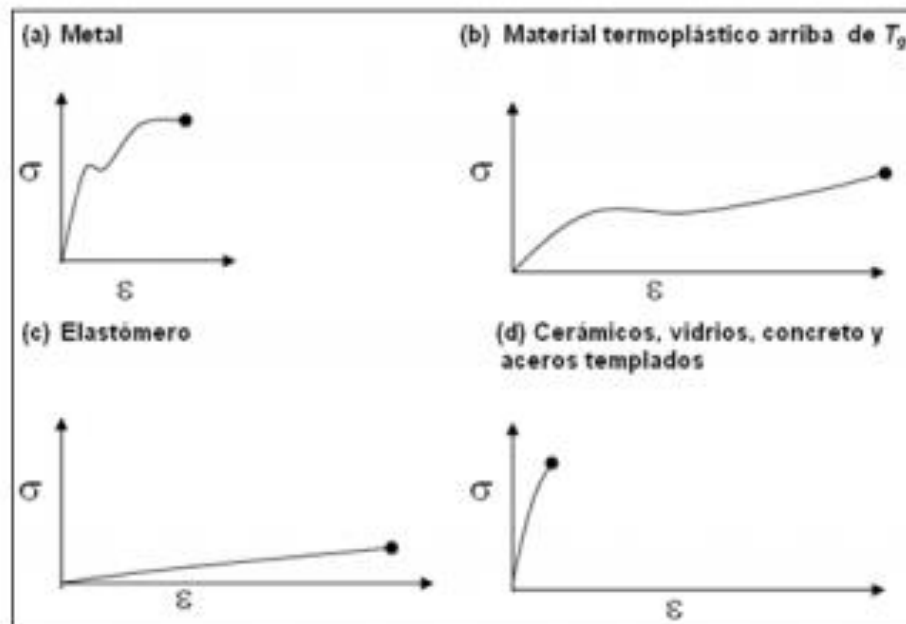 (a) Metal
(b) Material termoplástico arriba de Tg
σ
ε
σ
ε
(c) Elastómero
(d) Cerámicos, vidrios, concreto y
aceros templados
σ
ε
σ
ε